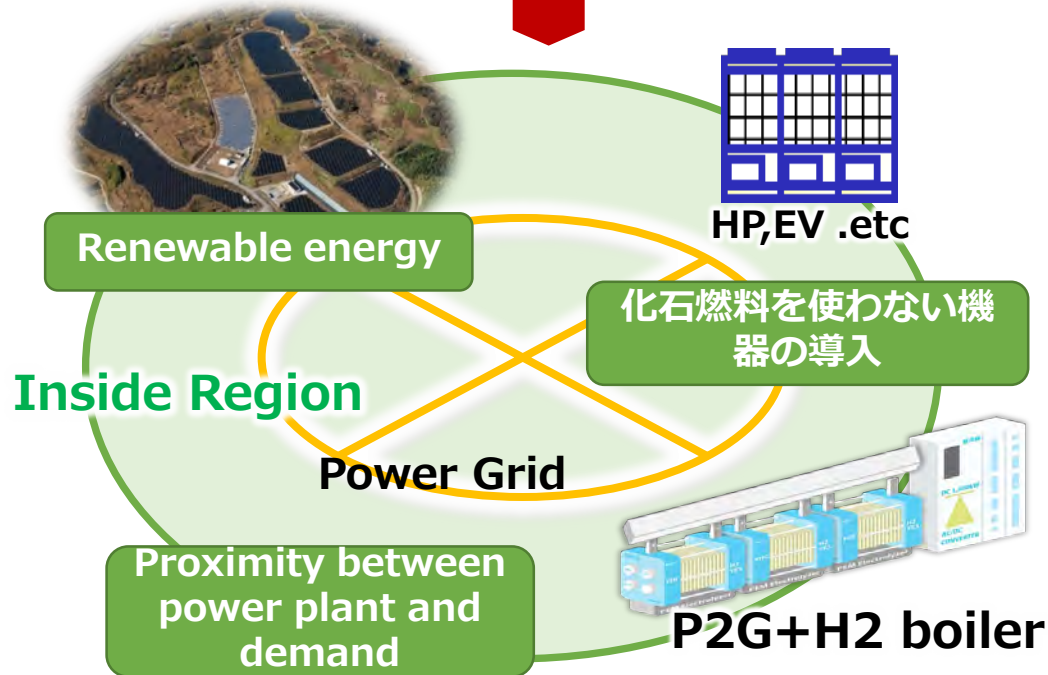 HP,EV .etc
Renewable energy
化石燃料を使わない機
器の導入
Inside Region
Power Grid
Proximity between
power plant and
demand
P2G+H2 boiler